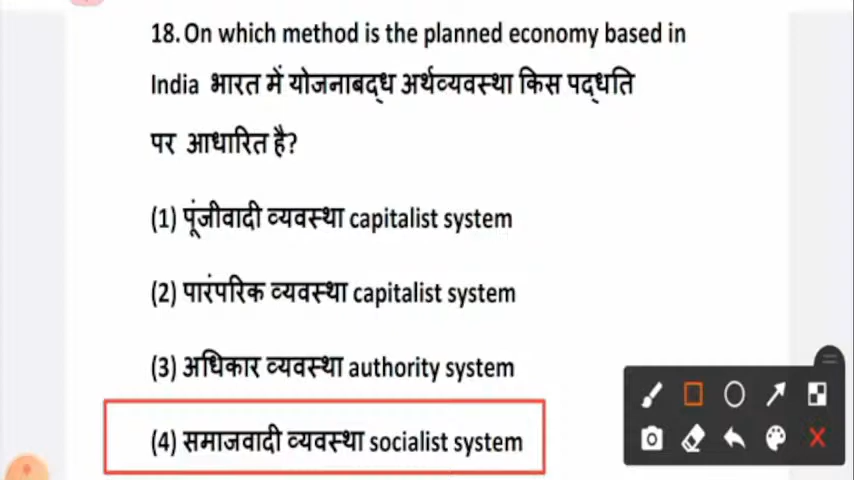 18. On which method is the planned economy based in
India भारत में योजनाबद्ध अर्थव्यवस्था किस पद्धति
पर आधारित है?
(1) पूंजीवादी व्यवस्था capitalist system
(2) पारंपरिक व्यवस्था capitalist system
(3) अधिकार व्यवस्था authority system
(4) समाजवादी व्यवस्था socialist system